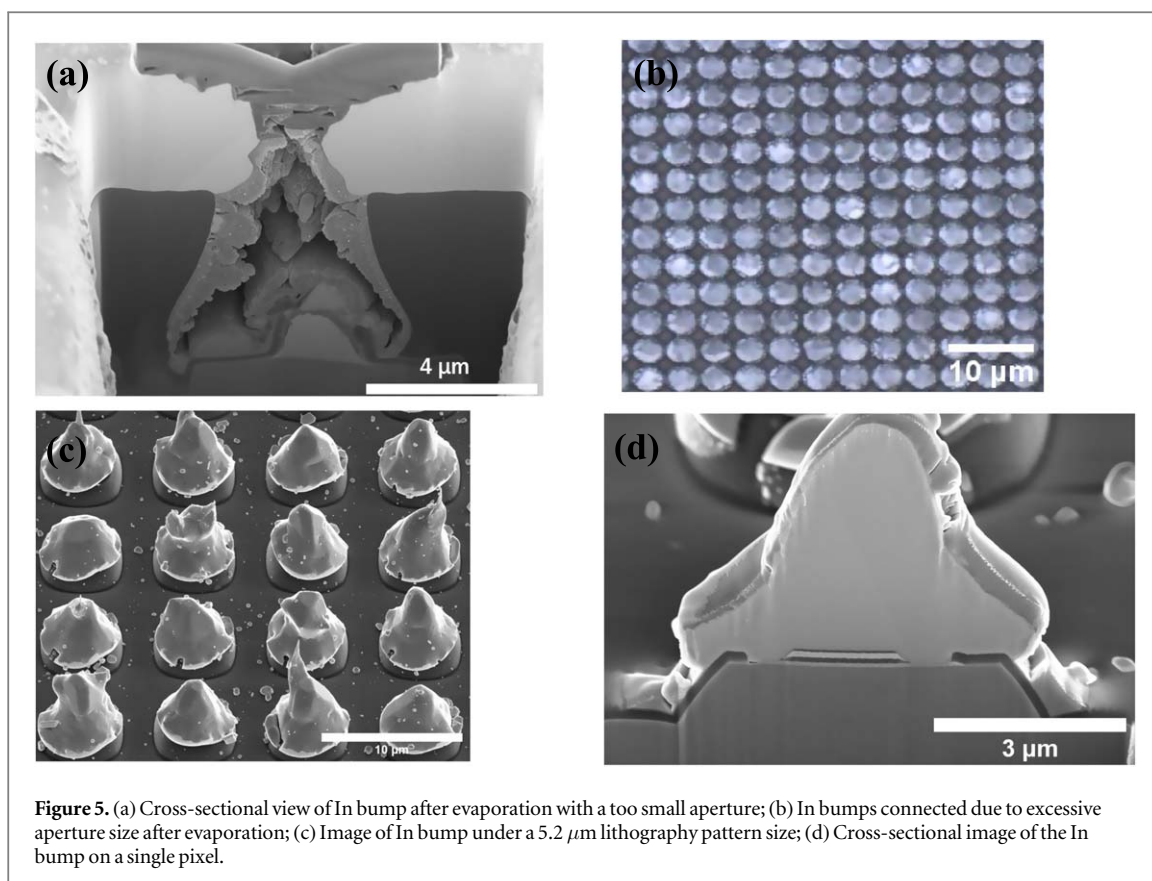 (a)
(b)
4 μm
10 μm
(c)
(d)
10 μm
3 μm
Figure 5. (a) Cross-sectional view of In bump after evaporation with a too small aperture; (b) In bumps connected due to excessive
aperture size after evaporation; (c) Image of In bump under a 5.2 μm lithography pattern size; (d) Cross-sectional image of the In
bump on a single pixel.